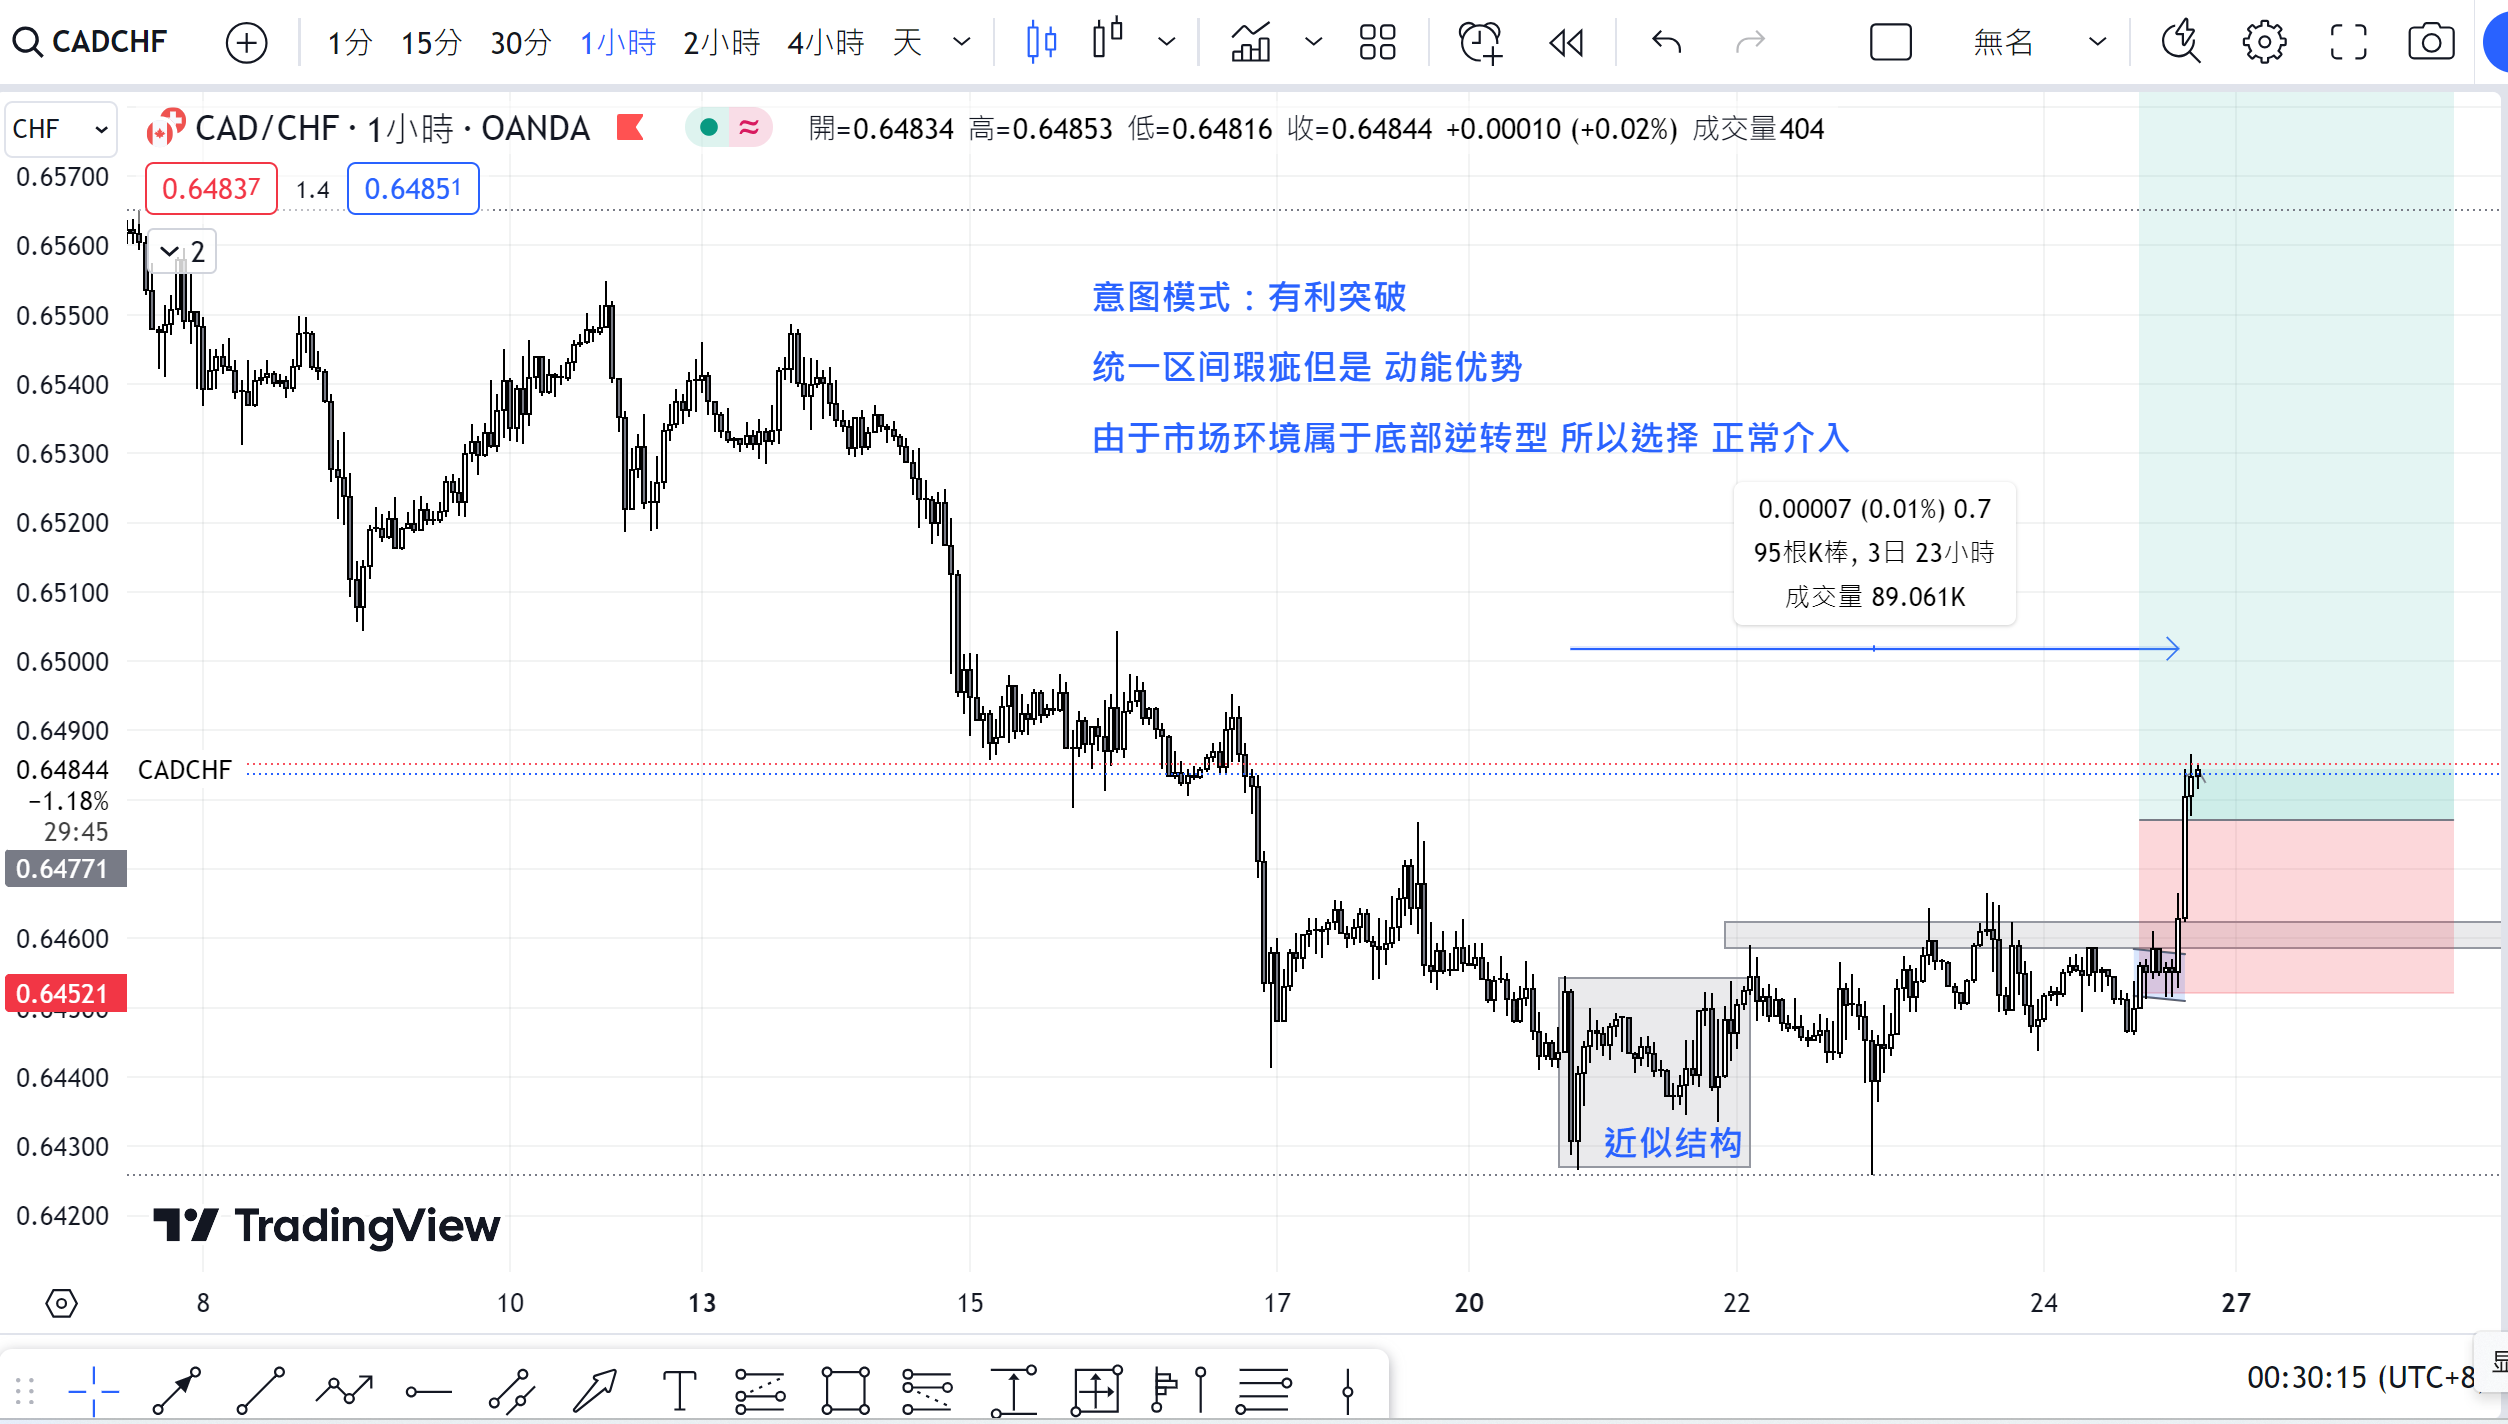 CADCHF 1分 15分 30分 1小時 2小時 4小時 天 無名
CHF CAD/CHF · 1小時 · OANDA 開=0.64834 高=0.64853 低=0.64816 收=0.64844 +0.00010 (+0.02%) 成交量404
0.65700
0.64837 1.4 0.64851
0.65600
2
0.65500
意图模式：有利突破
0.65400
统一区间瑕疵但是 动能优势
0.65300
由于市场环境属于底部逆转型 所以选择 正常介入
0.65200
0.00007 (0.01%) 0.7
95根K棒, 3日 23小時
成交量 89.061K
0.65100
0.65000
0.64900
0.64844 CADCHF
−1.18%
29:45
0.64771
0.64600
0.64521
0.64400
0.64300
近似结构
0.64200
TradingView
8 10 13 15 17 20 22 24 27
00:30:15 (UTC+8